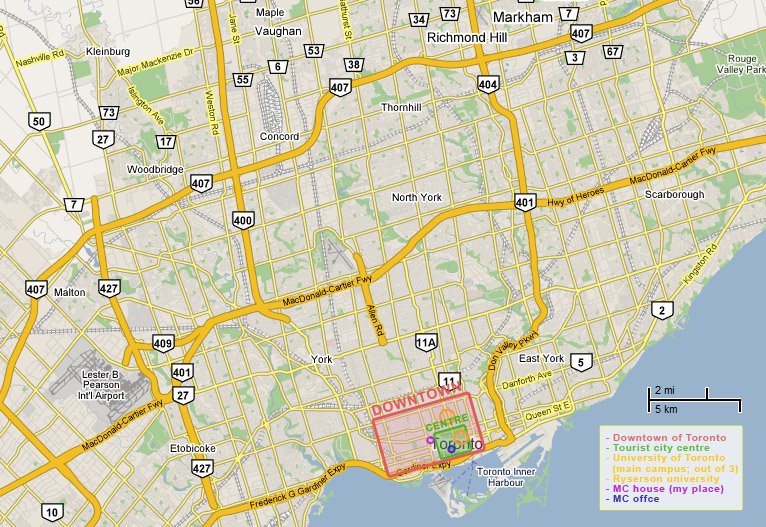 56
Maple
Bathurst St
7
73
Markham
34
Vaughan
Jane St
Richmond Hill
407
Kleinburg
53
67
Nashville Rd
Major Mackenzie Dr
6
38
3
Rouge
Valley Park
55
407
404
Islington Ave
Weston Rd
73
Thornhill
50
27
17
Concord
MacDonald-Cartier Fwy
Woodbridge
407
North York
Hwy of Heroes
Scarborough
7
401
400
Kingston Rd
407
Malton
427
MacDonald-Cartier Fwy
Allen Rd
2
Don Valley Pkwy
409
11A
York
East York
5
Lester B
Pearson
Int'l Airport
401
27
11
Danforth Ave
2 mi
5 km
MacDonald-Cartier Fwy
DOWNTOWN
Queen St E
CENTRE
Toronto
Etobicoke
427
Gardiner Expy
Toronto Inner
Harbour
Frederick G Gardiner Expy
10
- Downtown of Toronto
- Tourist city centre
- University of Toronto
(main campus; out of 3)
- Ryserson university
- MC house (my place)
- MC offce